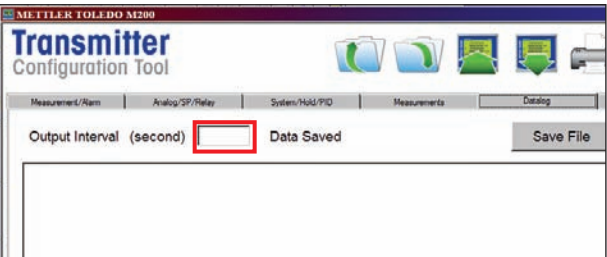 METTLER TOLEDO M200
Transmitter
Configuration Tool
Measurement/Alarm Analog/SP/Relay System/Hold/PID Measurements Datalog
Output Interval (second) Data Saved Save File